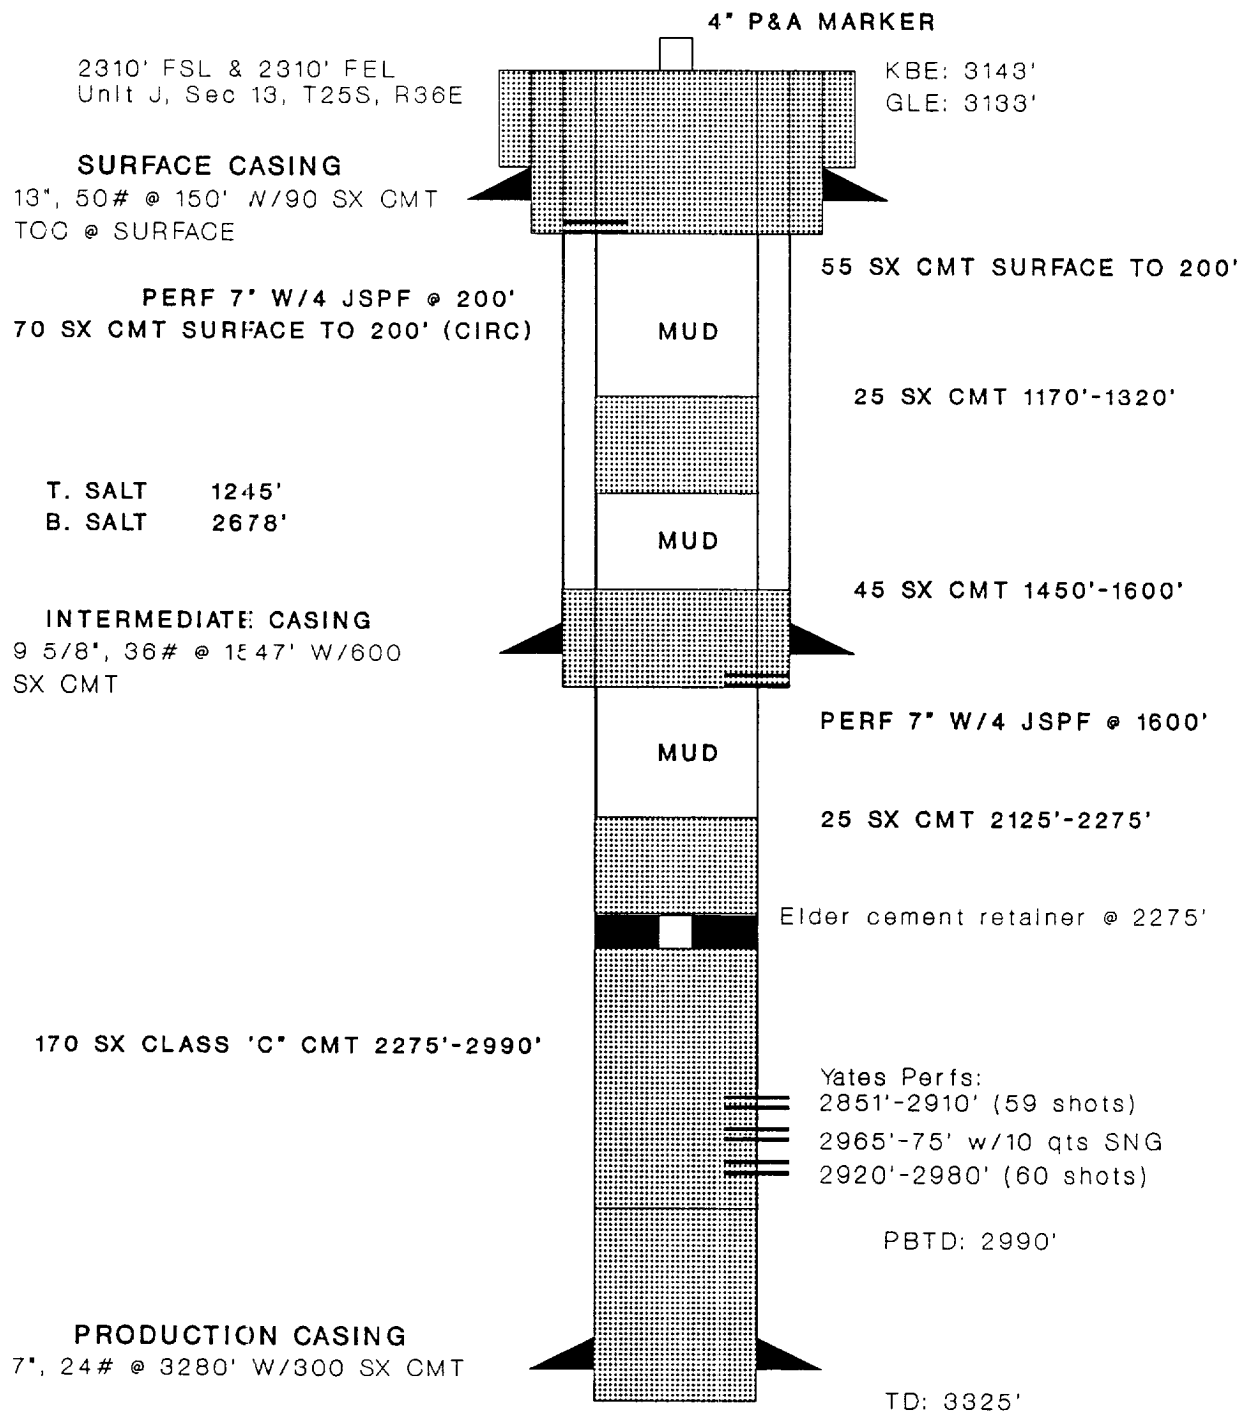 4" P&A MARKER
2310' FSL & 2310' FEL
Unit J, Sec 13, T25S, R36E
KBE: 3143'
GLE: 3133'
SURFACE CASING
13", 50# @ 150' W/90 SX CMT
TOC @ SURFACE
55 SX CMT SURFACE TO 200'
PERF 7" W/4 JSPF @ 200'
70 SX CMT SURFACE TO 200' (CIRC)
MUD
25 SX CMT 1170'-1320'
T. SALT 1245'
B. SALT 2678'
MUD
45 SX CMT 1450'-1600'
INTERMEDIATE CASING
9 5/8", 36# @ 1547' W/600
SX CMT
PERF 7" W/4 JSPF @ 1600'
MUD
25 SX CMT 2125'-2275'
Elder cement retainer @ 2275'
170 SX CLASS 'C" CMT 2275'-2990'
Yates Perfs:
2851'-2910' (59 shots)
2965'-75' w/10 qts SNG
2920'-2980' (60 shots)
PBTD: 2990'
PRODUCTION CASING
7", 24# @ 3280' W/300 SX CMT
TD: 3325'